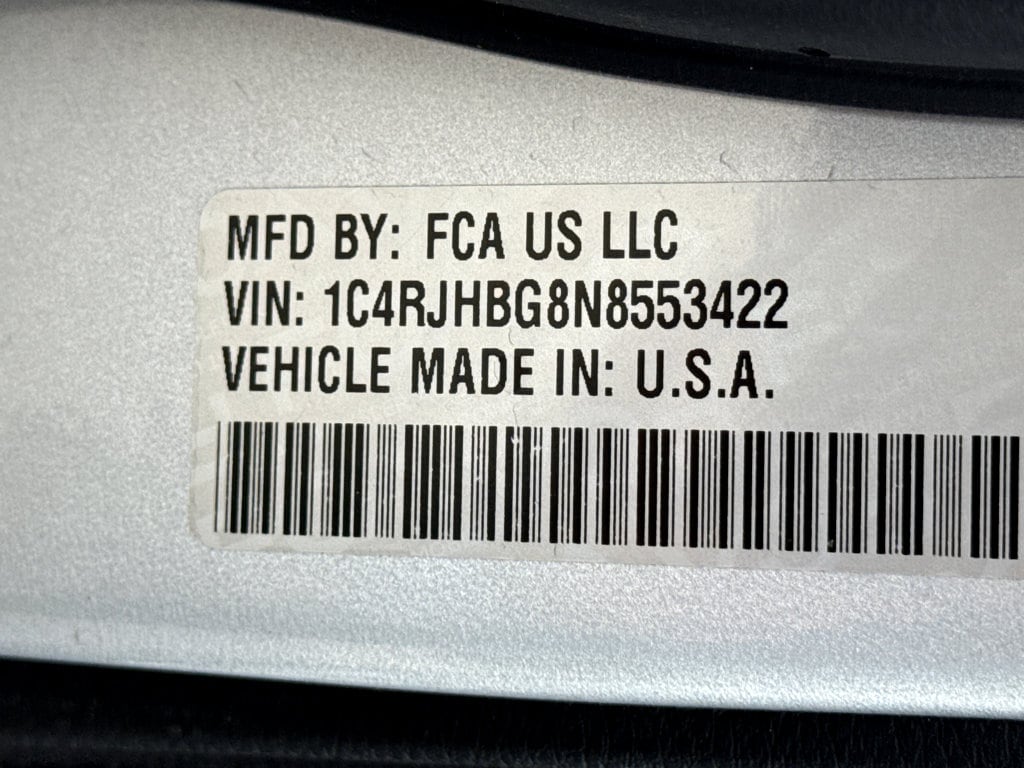 MFD BY: FCA US LLC
VIN: 1C4RJHBG8N8553422
VEHICLE MADE IN: U.S.A.